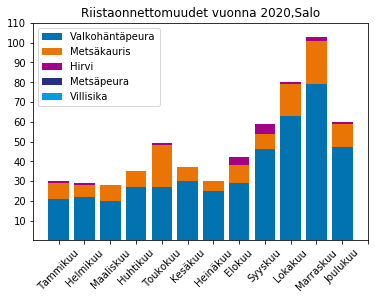 Riistaonnettomuudet vuonna 2020,Salo
110
100
90
80
70
60
50
40
30
20
10
Valkohäntäpeura
Metsäkauris
Hirvi
Metsäpeura
Villisika
Tammikuu
Helmikuu
Maaliskuu
Huhtikuu
Toukokuu
Kesäkuu
Heinäkuu
Elokuu
Syyskuu
Lokakuu
Marraskuu
Joulukuu